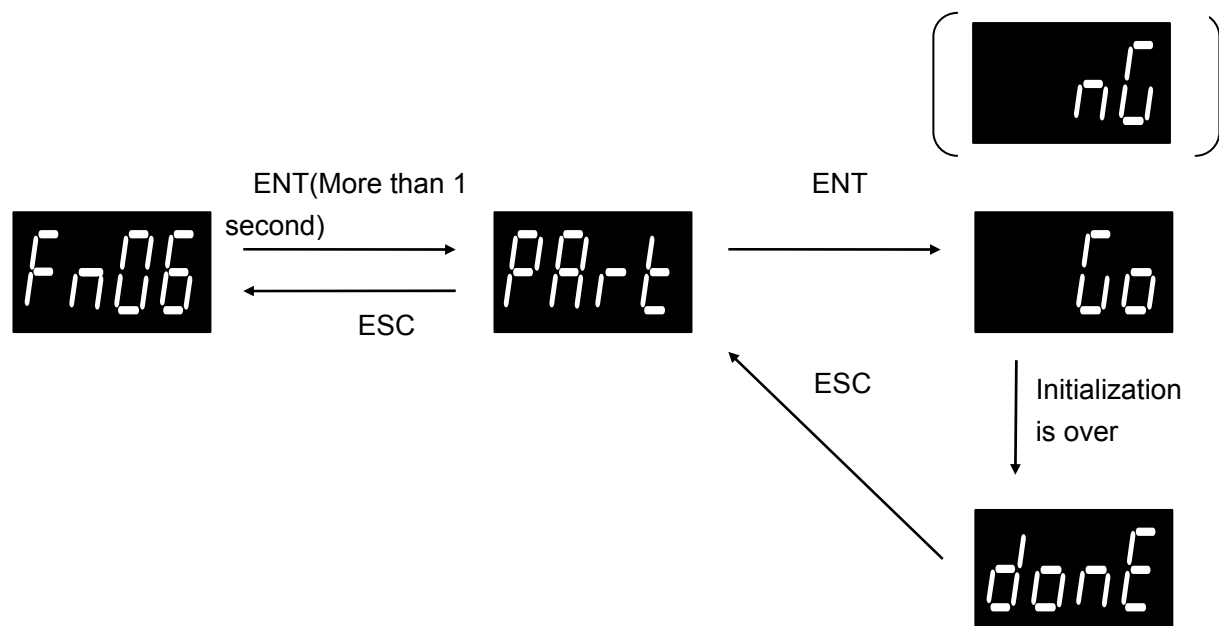 nG
ENT(More than 1
second)
ENT
Fn06
PArt
Go
ESC
ESC
Initialization
is over
donE